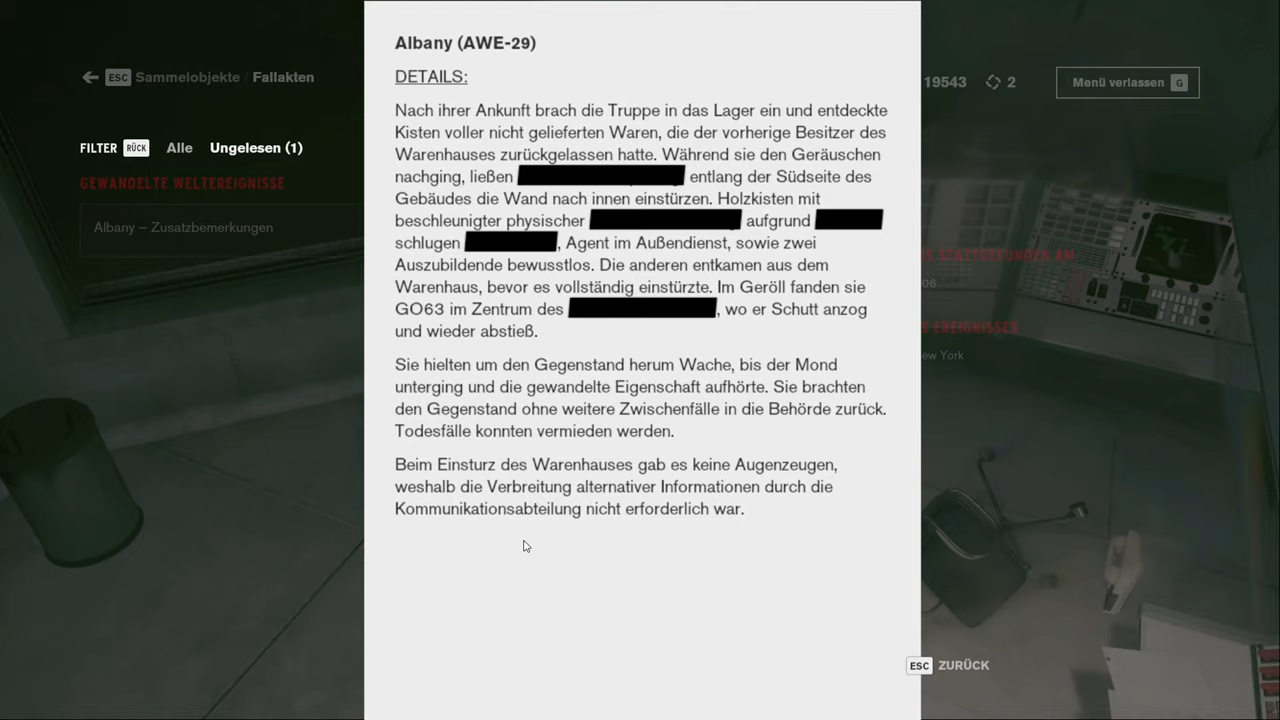 ESC Sammelobjekte / Fallakten
19543 2
Menü verlassen G
FILTER RÜCK Alle Ungelesen (1)
GEWANDELTE WELTEREIGNISSE
Albany – Zusatzbemerkungen
Albany (AWE-29)
DETAILS:
Nach ihrer Ankunft brach die Truppe in das Lager ein und entdeckte
Kisten voller nicht gelieferten Waren, die der vorherige Besitzer des
Warenhauses zurückgelassen hatte. Während sie den Geräuschen
nachging, ließen entlang der Südseite des
Gebäudes die Wand nach innen einstürzen. Holzkisten mit
beschleunigter physischer aufgrund
schlugen , Agent im Außendienst, sowie zwei
Auszubildende bewusstlos. Die anderen entkamen aus dem
Warenhaus, bevor es vollständig einstürzte. Im Geröll fanden sie
GO63 im Zentrum des , wo er Schutt anzog
und wieder abstieß.
Sie hielten um den Gegenstand herum Wache, bis der Mond
unterging und die gewandelte Eigenschaft aufhörte. Sie brachten
den Gegenstand ohne weitere Zwischenfälle in die Behörde zurück.
Todesfälle konnten vermieden werden.
Beim Einsturz des Warenhauses gab es keine Augenzeugen,
weshalb die Verbreitung alternativer Informationen durch die
Kommunikationsabteilung nicht erforderlich war.
STATTGEFUNDEN AM
06
EREIGNISSES
ew York
ESC ZURÜCK